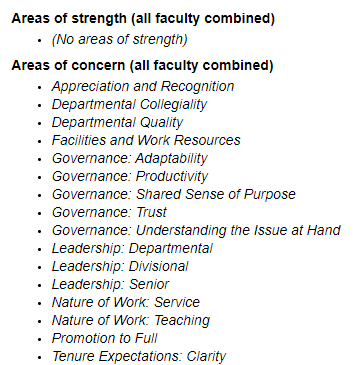 Areas of strength (all faculty combined)
• (No areas of strength)
Areas of concern (all faculty combined)
• Appreciation and Recognition
• Departmental Collegiality
• Departmental Quality
• Facilities and Work Resources
• Governance: Adaptability
• Governance: Productivity
• Governance: Shared Sense of Purpose
• Governance: Trust
• Governance: Understanding the Issue at Hand
• Leadership: Departmental
• Leadership: Divisional
• Leadership: Senior
• Nature of Work: Service
• Nature of Work: Teaching
• Promotion to Full
• Tenure Expectations: Clarity